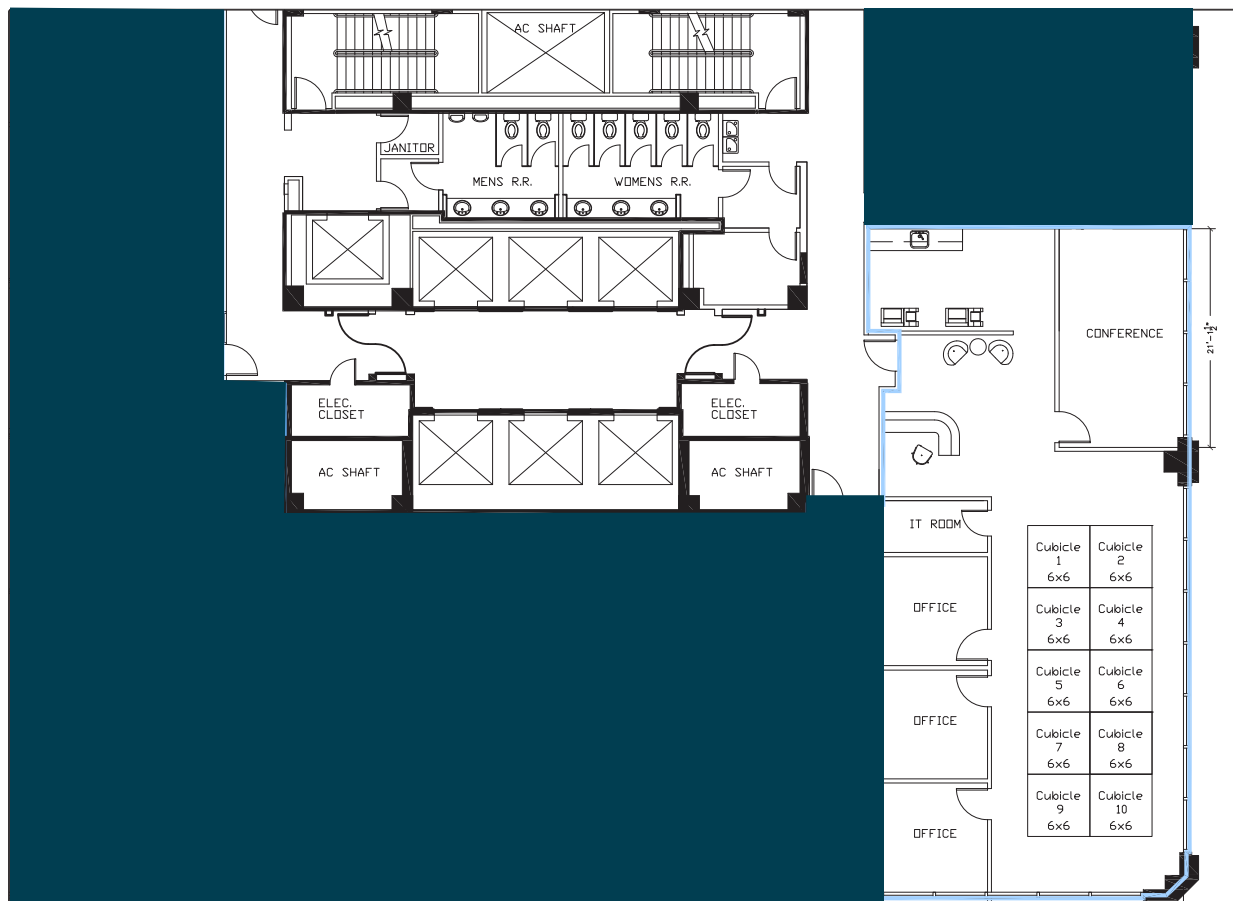 AC SHAFT
JANITOR
MENS R.R.
WOMENS R.R.
CONFERENCE
21'-1½"
ELEC.
CLOSET
ELEC.
CLOSET
AC SHAFT
AC SHAFT
IT ROOM
Cubicle
1
6x6
Cubicle
2
6x6
OFFICE
Cubicle
3
6x6
Cubicle
4
6x6
Cubicle
5
6x6
Cubicle
6
6x6
OFFICE
Cubicle
7
6x6
Cubicle
8
6x6
Cubicle
9
6x6
Cubicle
10
6x6
OFFICE